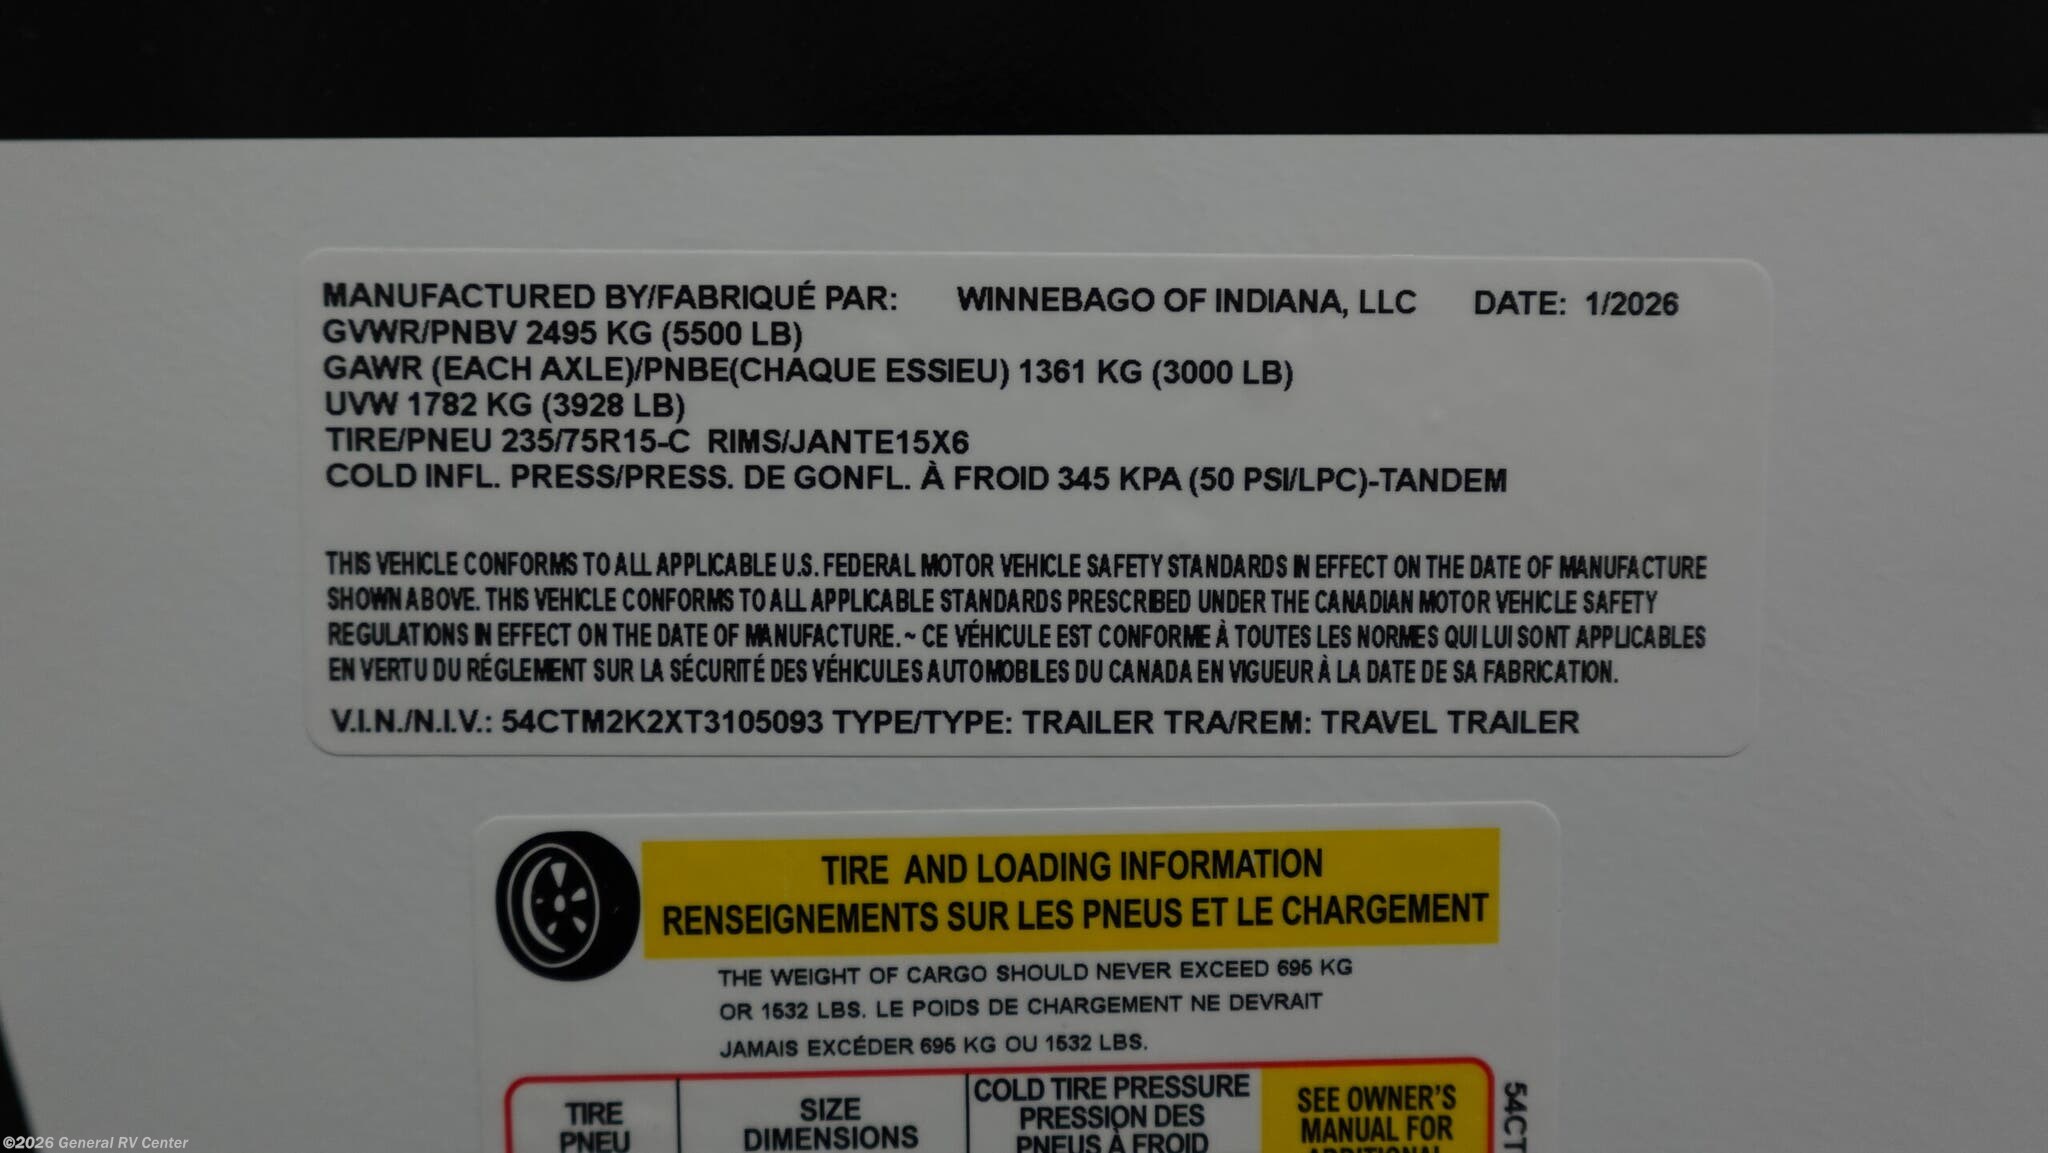 MANUFACTURED BY/FABRIQUÉ PAR: WINNEBAGO OF INDIANA, LLC DATE: 1/2026
GVWR/PNBV 2495 KG (5500 LB)
GAWR (EACH AXLE)/PNBE(CHAQUE ESSIEU) 1361 KG (3000 LB)
UVW 1782 KG (3928 LB)
TIRE/PNEU 235/75R15-C RIMS/JANTE15X6
COLD INFL. PRESS/PRESS. DE GONFL. À FROID 345 KPA (50 PSI/LPC)-TANDEM
THIS VEHICLE CONFORMS TO ALL APPLICABLE U.S. FEDERAL MOTOR VEHICLE SAFETY STANDARDS IN EFFECT ON THE DATE OF MANUFACTURE
SHOWN ABOVE. THIS VEHICLE CONFORMS TO ALL APPLICABLE STANDARDS PRESCRIBED UNDER THE CANADIAN MOTOR VEHICLE SAFETY
REGULATIONS IN EFFECT ON THE DATE OF MANUFACTURE. ~ CE VÉHICULE EST CONFORME À TOUTES LES NORMES QUI LUI SONT APPLICABLES
EN VERTU DU RÉGLEMENT SUR LA SÉCURITÉ DES VÉHICULES AUTOMOBILES DU CANADA EN VIGUEUR À LA DATE DE SA FABRICATION.
V.I.N./N.I.V.: 54CTM2K2XT3105093 TYPE/TYPE: TRAILER TRA/REM: TRAVEL TRAILER
TIRE AND LOADING INFORMATION
RENSEIGNEMENTS SUR LES PNEUS ET LE CHARGEMENT
THE WEIGHT OF CARGO SHOULD NEVER EXCEED 695 KG
OR 1532 LBS. LE POIDS DE CHARGEMENT NE DEVRAIT
JAMAIS EXCÉDER 695 KG OU 1532 LBS.
TIRE
PNEU
SIZE
DIMENSIONS
COLD TIRE PRESSURE
PRESSION DES
PNEUS À FROID
SEE OWNER'S
MANUAL FOR
ADDITIONAL
54CT
©2026 General RV Center